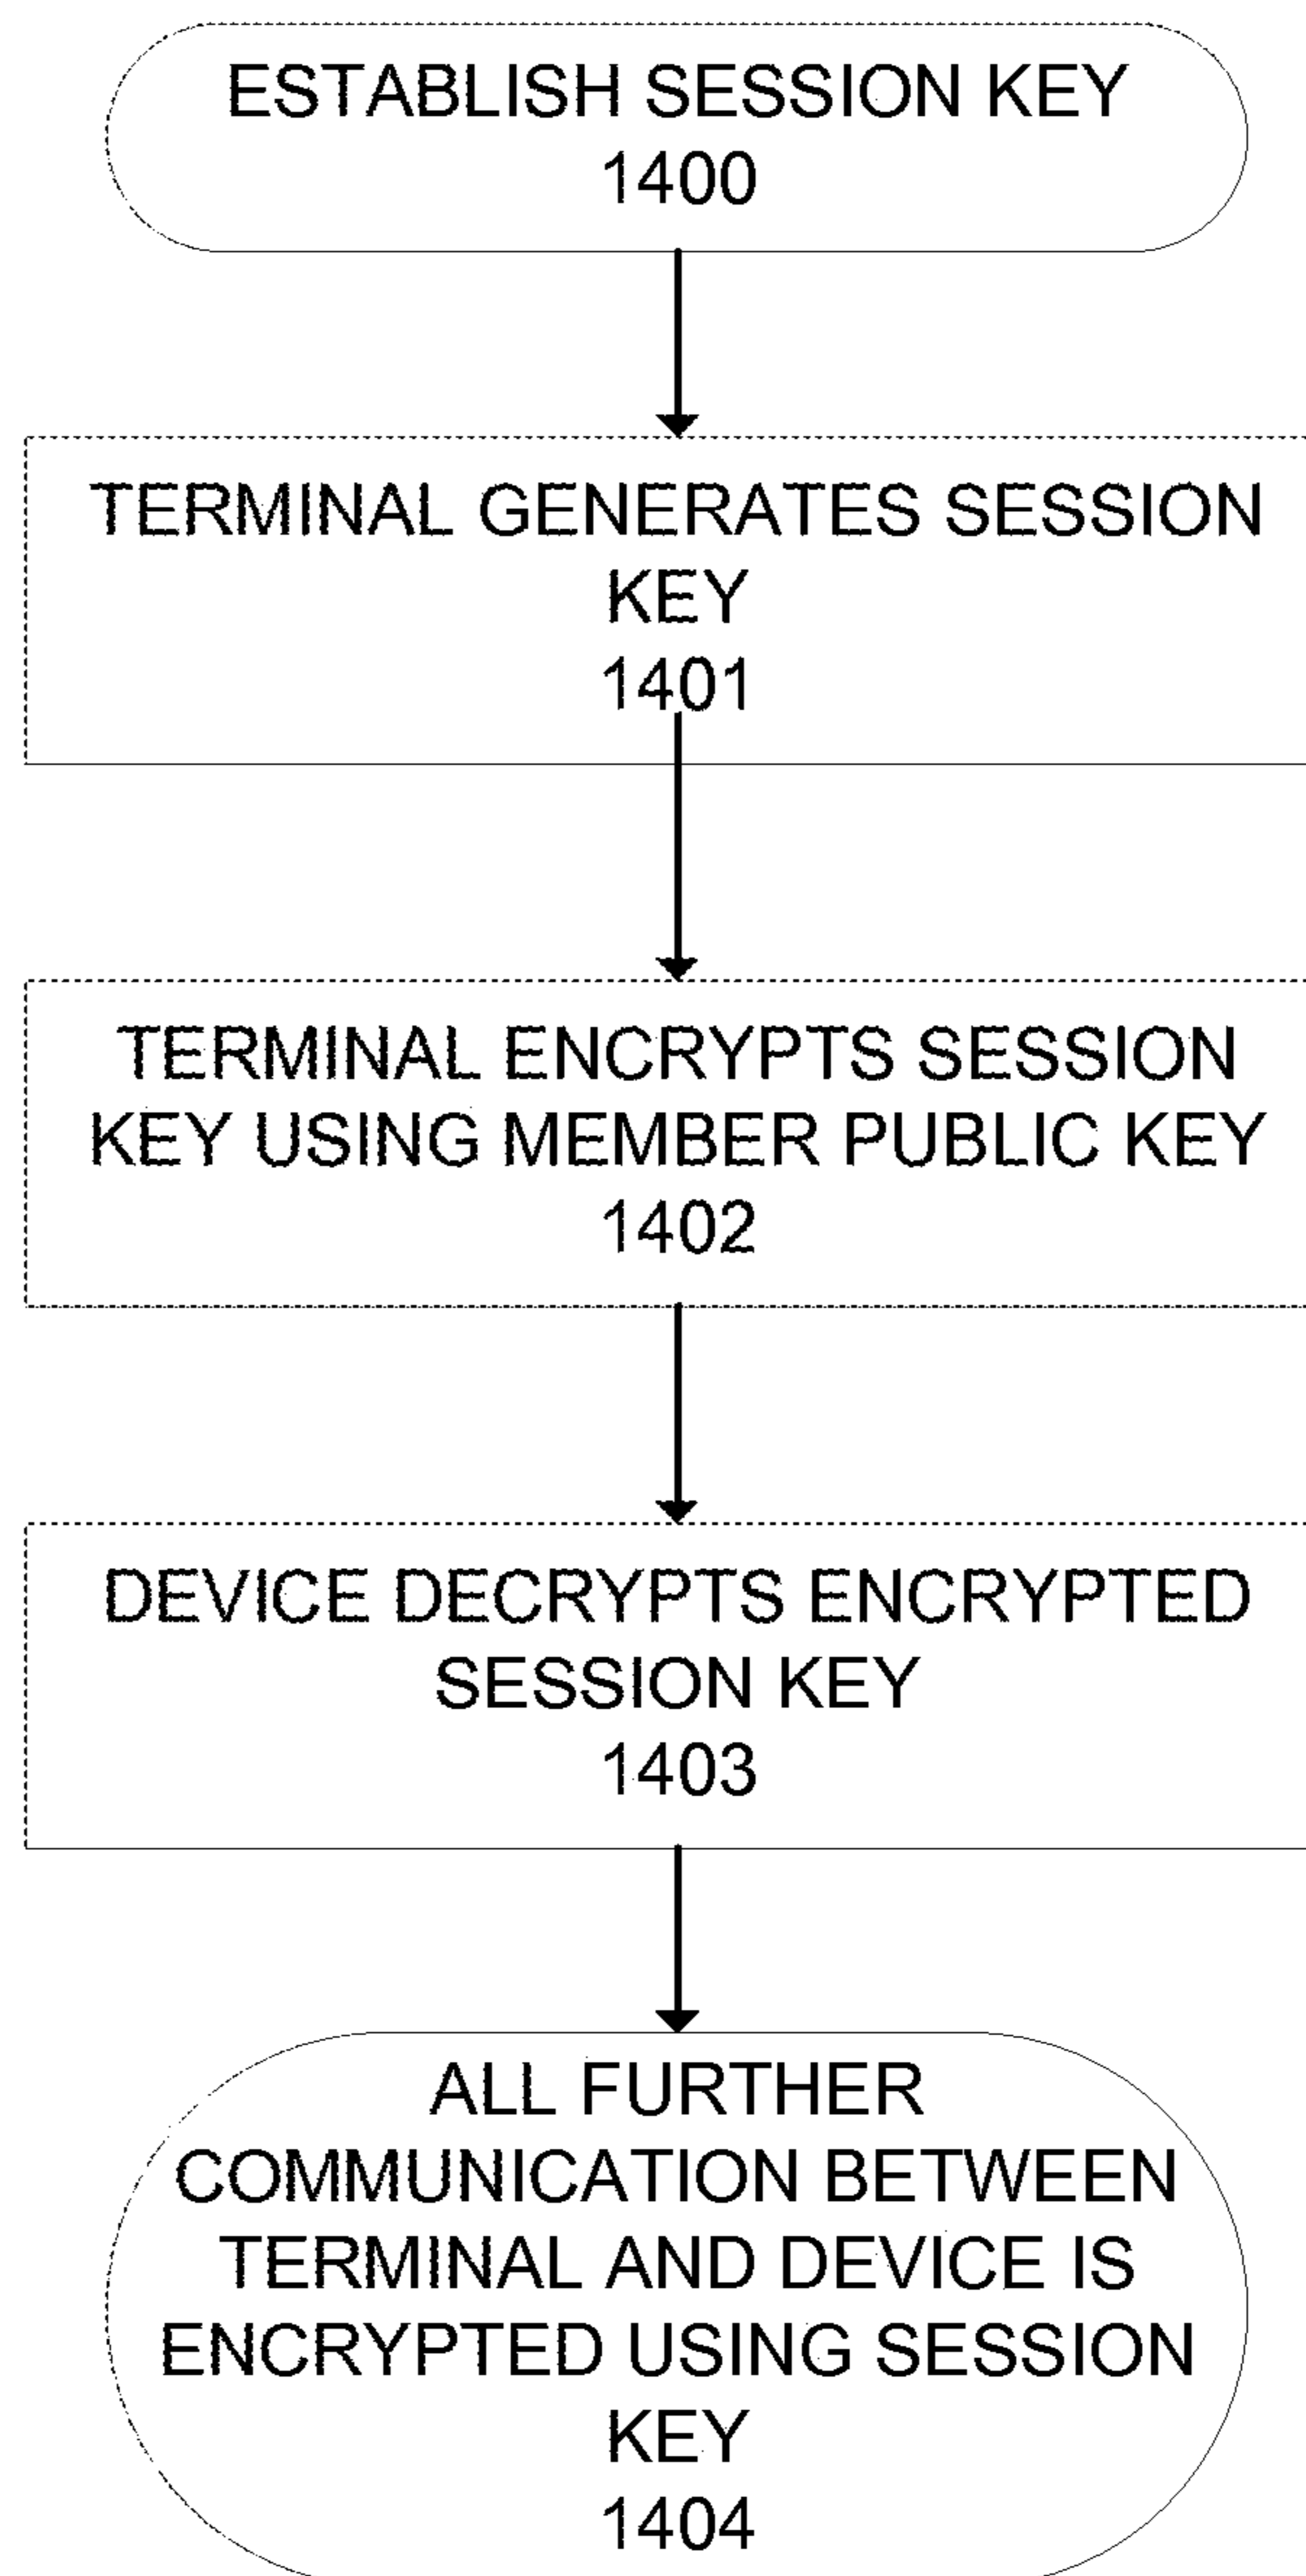 ESTABLISH SESSION KEY
1400
TERMINAL GENERATES SESSION
KEY
1401
TERMINAL ENCRYPTS SESSION
KEY USING MEMBER PUBLIC KEY
1402
DEVICE DECRYPTS ENCRYPTED
SESSION KEY
1403
ALL FURTHER
COMMUNICATION BETWEEN
TERMINAL AND DEVICE IS
ENCRYPTED USING SESSION
KEY
1404